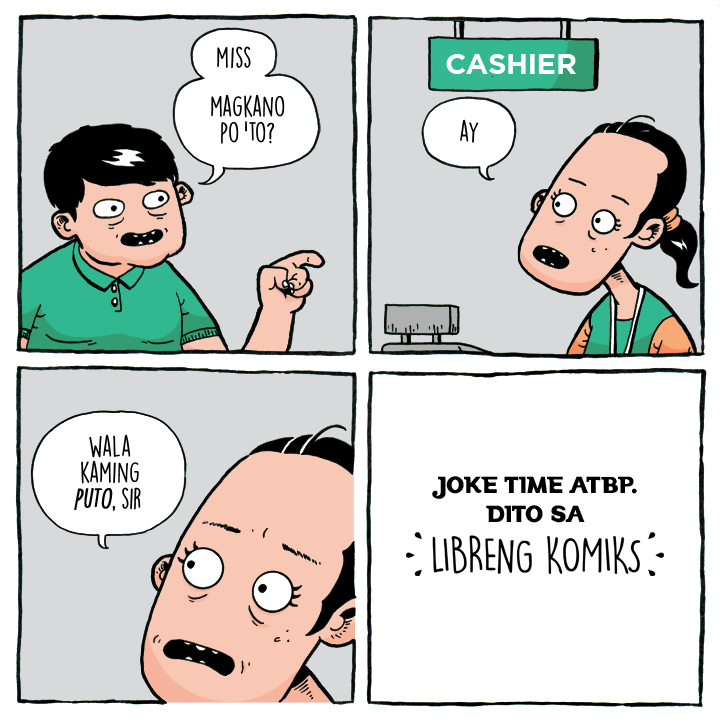 MISS
MAGKANO
PO 'TO?
CASHIER
AY
WALA
KAMING
PUTO, SIR
JOKE TIME ATBP.
DITO SA
LIBRENG KOMIKS